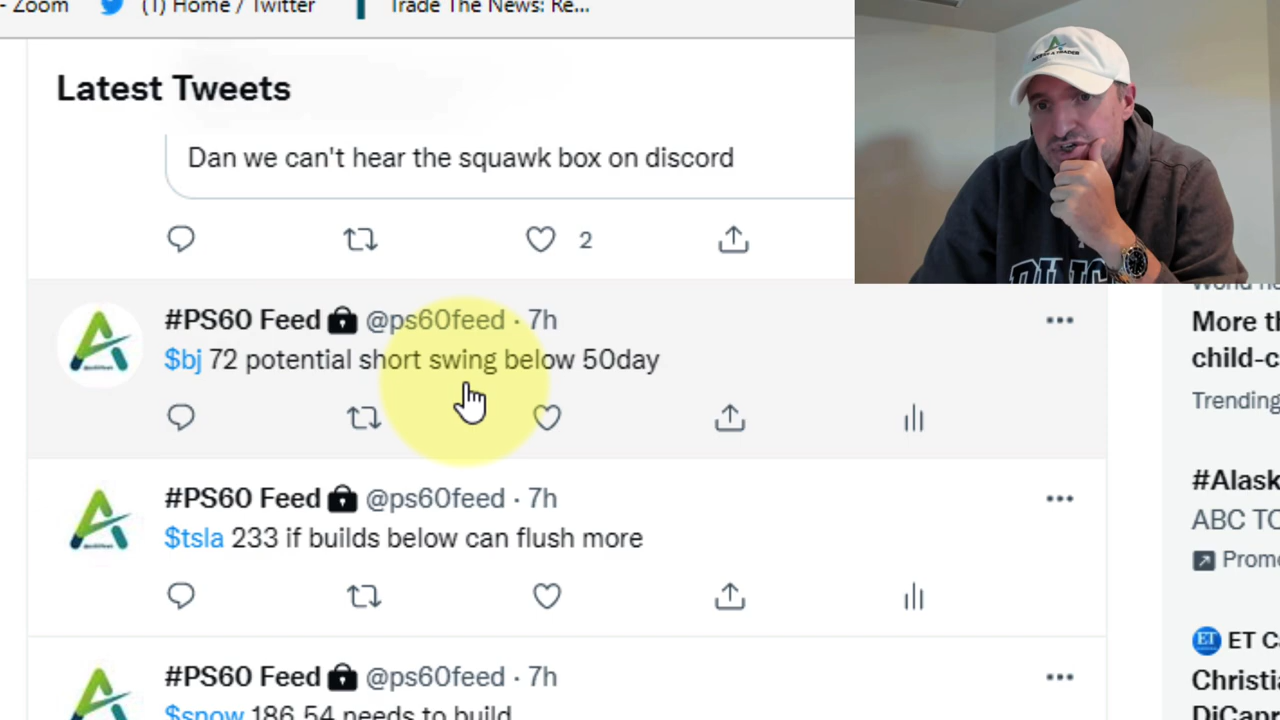 - Zoom
(1) Home / Twitter
Trade The News: Re...
Latest Tweets
Dan we can't hear the squawk box on discord
2
#PS60 Feed @ps60feed · 7h
$bj 72 potential short swing below 50day
#PS60 Feed @ps60feed · 7h
$tsla 233 if builds below can flush more
#PS60 Feed @ps60feed · 7h
$snow 186.54 needs to build
More th
child-c
Trending
#Alask
ABC TO
Promo
ET Ca
Christia
DiCapr